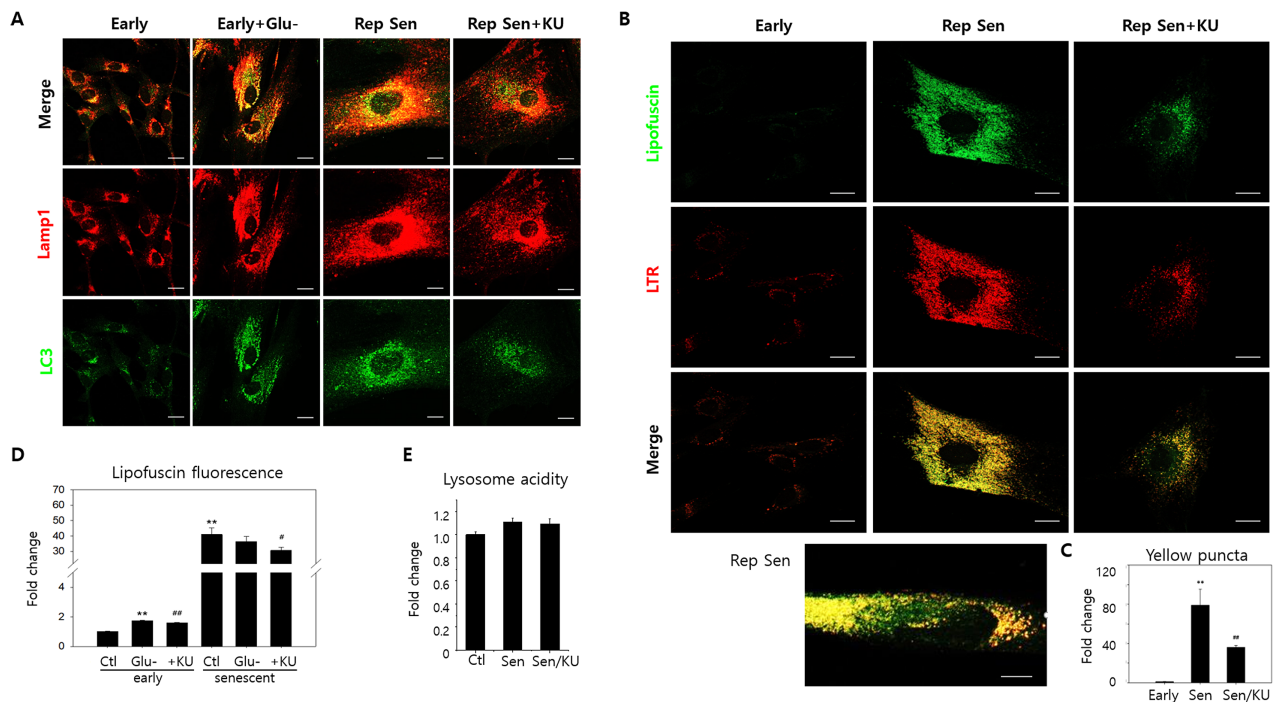 A
Early
Early+Glu-
Rep Sen
Rep Sen+KU
Merge
Lamp1
LC3
B
Early
Rep Sen
Rep Sen+KU
Lipofuscin
LTR
Merge
Rep Sen
C
Yellow puncta
Fold change
120
80
40
0
**
##
Early Sen Sen/KU
D
Lipofuscin fluorescence
Fold change
70
60
50
40
30
4
2
0
** ## ** #
Ctl Glu- +KU Ctl Glu- +KU
early senescent
E
Lysosome acidity
Fold change
1.2
1.0
0.8
0.6
0.4
0.2
0
Ctl Sen Sen/KU